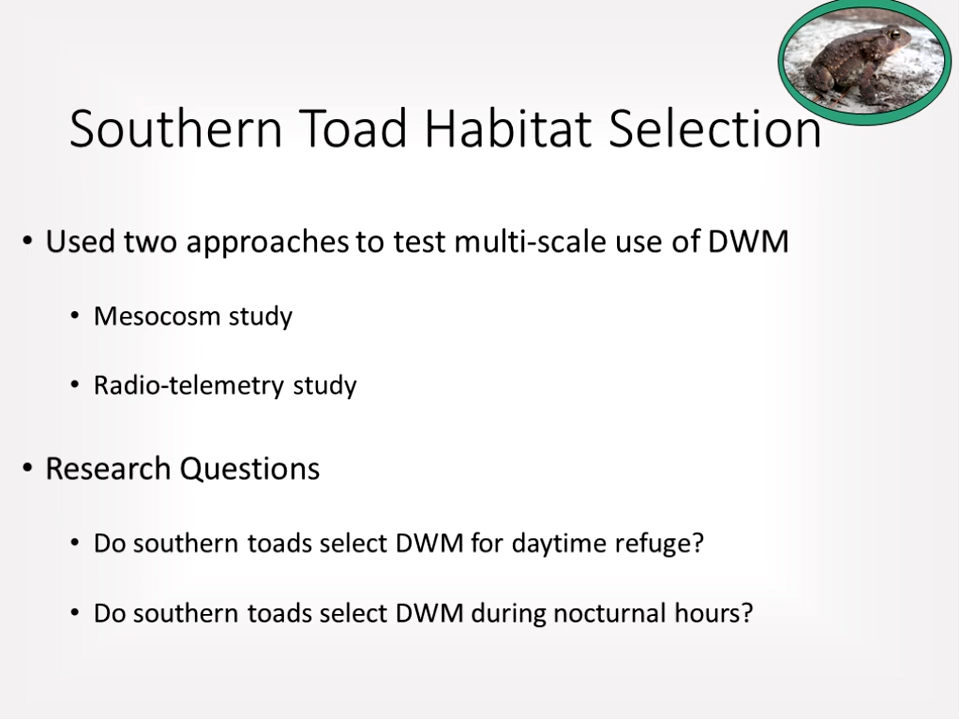 Southern Toad Habitat Selection
• Used two approaches to test multi-scale use of DWM
• Mesocosm study
• Radio-telemetry study
• Research Questions
• Do southern toads select DWM for daytime refuge?
• Do southern toads select DWM during nocturnal hours?